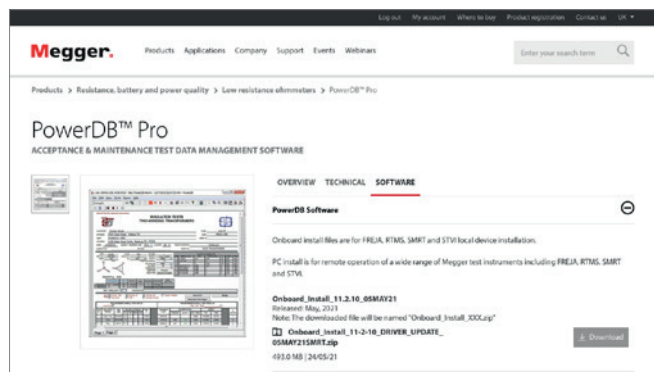 Log out My account Where to buy Product registration Contact us UK
Megger.
Products Applications Company Support Events Webinars
Enter your search term
Products > Resistance, battery and power quality > Low resistance ohmmeters > PowerDB™ Pro
PowerDB™ Pro
ACCEPTANCE & MAINTENANCE TEST DATA MANAGEMENT SOFTWARE
OVERVIEW TECHNICAL SOFTWARE
PowerDB Software
Onboard install files are for FREJA, RTMS, SMRT and STVI local device installation.
PC install is for remote operation of a wide range of Megger test instruments including FREJA, RTMS, SMRT
and STVI.
Onboard_Install_11.2.10_05MAY21
Released: May, 2021
Note: The downloaded file will be named "Onboard_Install_XXX.zip"
Onboard_Install_11-2-10_DRIVER_UPDATE_
05MAY21SMRT.zip
493.0 MB | 24/05/21
Download